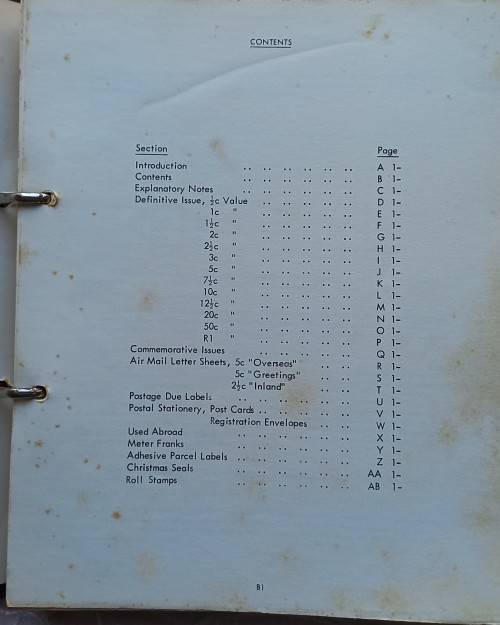 CONTENTS
Section Page
Introduction .. .. .. .. .. .. A 1-
Contents .. .. .. .. .. .. B 1-
Explanatory Notes .. .. .. .. .. .. C 1-
Definitive Issue, ½c Value .. .. .. .. .. D 1-
1c " .. .. .. .. .. E 1-
1½c " .. .. .. .. .. F 1-
2c " .. .. .. .. .. G 1-
2½c " .. .. .. .. .. H 1-
3c " .. .. .. .. .. I 1-
5c " .. .. .. .. .. J 1-
7½c " .. .. .. .. .. K 1-
10c " .. .. .. .. .. L 1-
12½c " .. .. .. .. .. M 1-
20c " .. .. .. .. .. N 1-
50c " .. .. .. .. .. O 1-
R1 " .. .. .. .. .. P 1-
Commemorative Issues .. .. .. .. .. Q 1-
Air Mail Letter Sheets, 5c "Overseas" .. .. .. R 1-
5c "Greetings" .. .. .. S 1-
2½c "Inland" .. .. .. T 1-
Postage Due Labels .. .. .. .. .. .. U 1-
Postal Stationery, Post Cards .. .. .. .. .. V 1-
Registration Envelopes .. .. W 1-
Used Abroad .. .. .. .. .. .. X 1-
Meter Franks .. .. .. .. .. .. Y 1-
Adhesive Parcel Labels .. .. .. .. .. .. Z 1-
Christmas Seals .. .. .. .. .. .. AA 1-
Roll Stamps .. .. .. .. .. .. AB 1-
B1